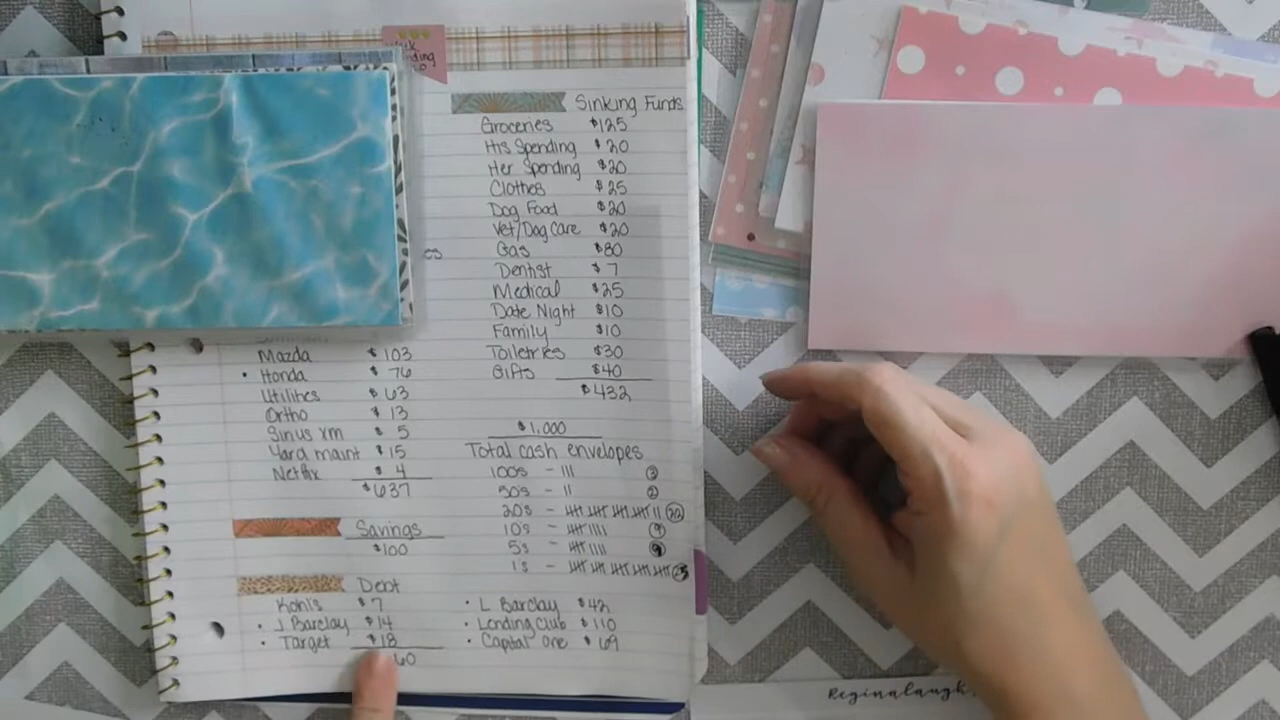 Sinking Funds
Groceries $125
His Spending $20
Her Spending $20
Clothes $25
Dog Food $20
Vet/Dog Care $20
Gas $80
Dentist $7
Medical $25
Date Night $10
Family $10
Toiletries $30
Gifts $40
$432
Mazda $103
• Honda $76
Utilities $63
Ortho $13
Sirius xm $5
Yard maint $15
Netflix $4
$637
$1,000
Total cash envelopes
100s - 3
50s - 2
20s -
10s - 9
5s - 9
1s - 25
Savings
$100
Debt
Kohls $7
• J Barclay $14
• Target $18
60
• L Barclay $42
• Lending Club $110
• Capital one $69